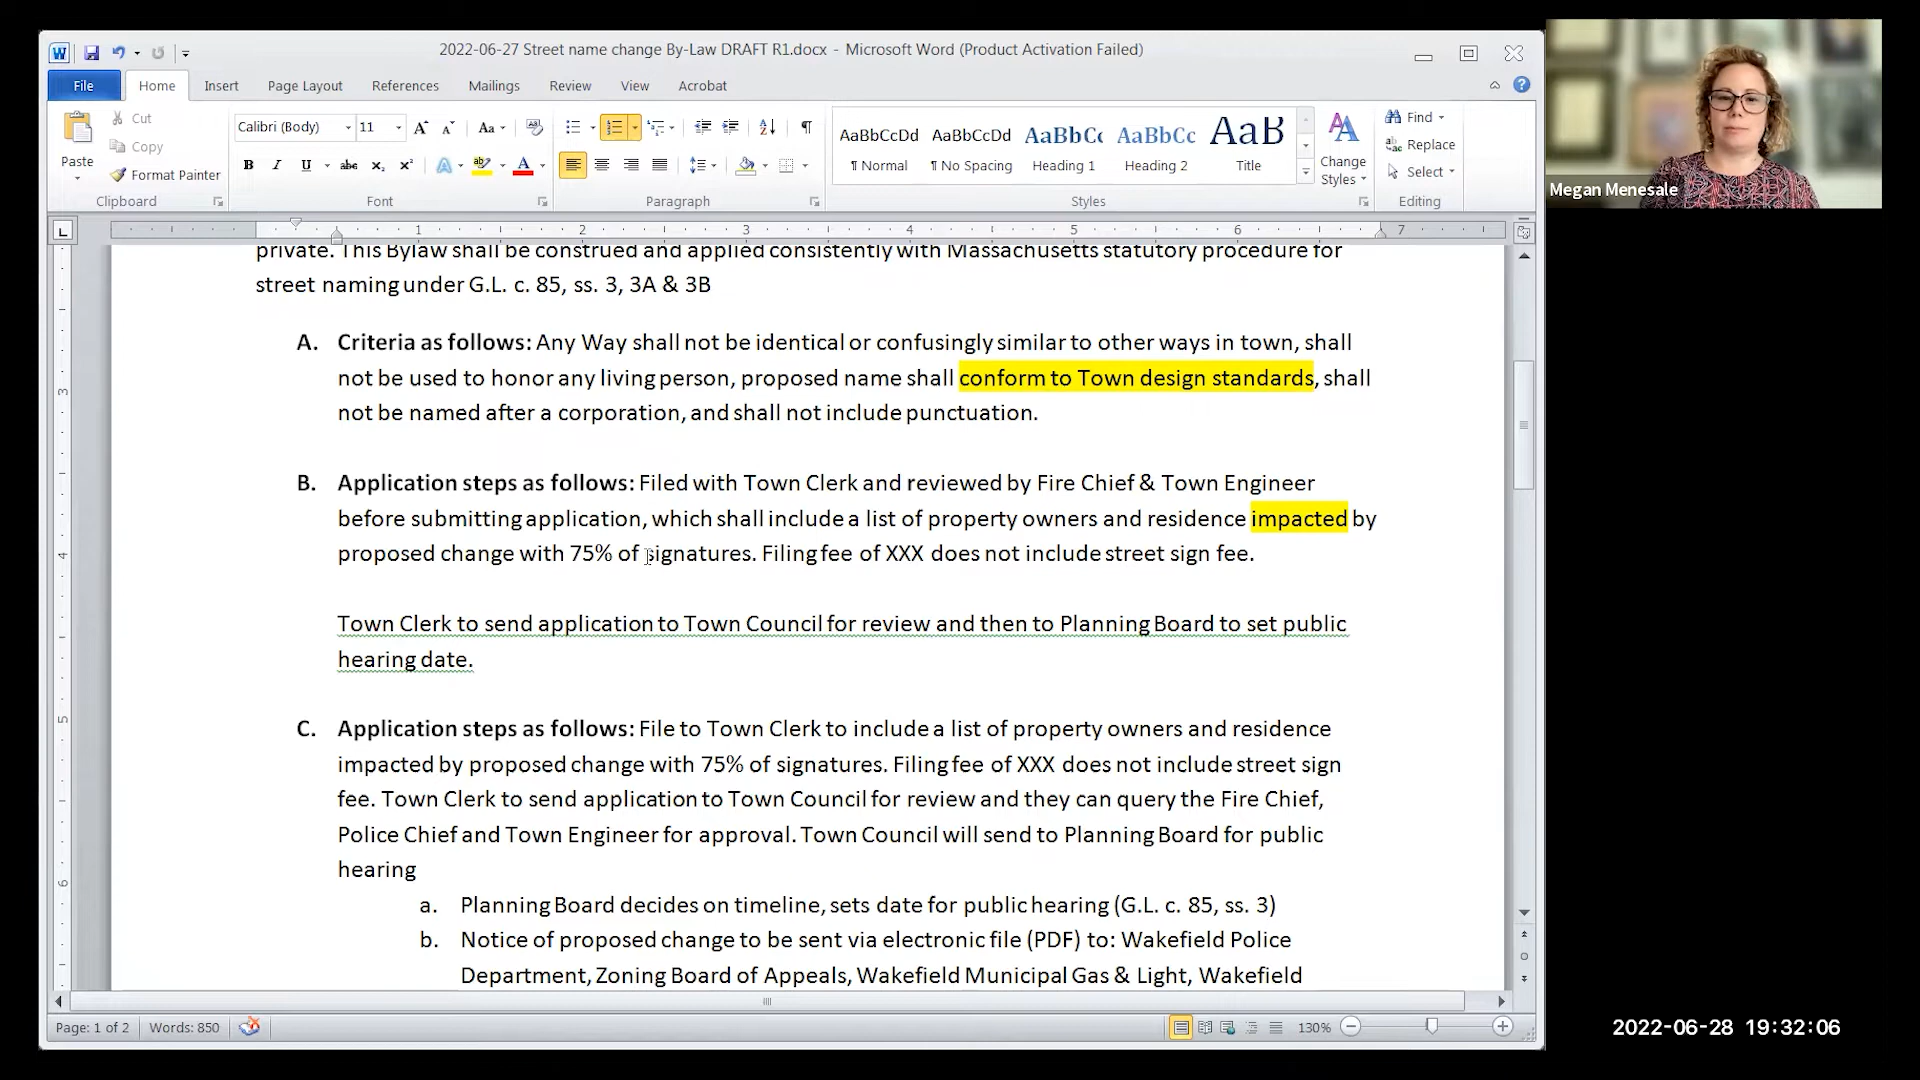 2022-06-27 Street name change By-Law DRAFT R1.docx - Microsoft Word (Product Activation Failed)
File Home Insert Page Layout References Mailings Review View Acrobat
Paste
Cut
Copy
Format Painter
Clipboard
Calibri (Body) 11
Font
Paragraph
AaBbCcDd AaBbCcDd AaBbCc AaBbCc AaB
¶ Normal ¶ No Spacing Heading 1 Heading 2 Title
Change
Styles
Styles
Find
Replace
Select
Editing
1 2 3 4 5 6 7
private. This Bylaw shall be construed and applied consistently with Massachusetts statutory procedure for
street naming under G.L. c. 85, ss. 3, 3A & 3B
A. Criteria as follows: Any Way shall not be identical or confusingly similar to other ways in town, shall
not be used to honor any living person, proposed name shall conform to Town design standards, shall
not be named after a corporation, and shall not include punctuation.
B. Application steps as follows: Filed with Town Clerk and reviewed by Fire Chief & Town Engineer
before submitting application, which shall include a list of property owners and residence impacted by
proposed change with 75% of signatures. Filing fee of XXX does not include street sign fee.
Town Clerk to send application to Town Council for review and then to Planning Board to set public
hearing date.
C. Application steps as follows: File to Town Clerk to include a list of property owners and residence
impacted by proposed change with 75% of signatures. Filing fee of XXX does not include street sign
fee. Town Clerk to send application to Town Council for review and they can query the Fire Chief,
Police Chief and Town Engineer for approval. Town Council will send to Planning Board for public
hearing
a. Planning Board decides on timeline, sets date for public hearing (G.L. c. 85, ss. 3)
b. Notice of proposed change to be sent via electronic file (PDF) to: Wakefield Police
Department, Zoning Board of Appeals, Wakefield Municipal Gas & Light, Wakefield
3
4
5
6
Page: 1 of 2 Words: 850 130%
Megan Menesale
2022-06-28 19:32:06